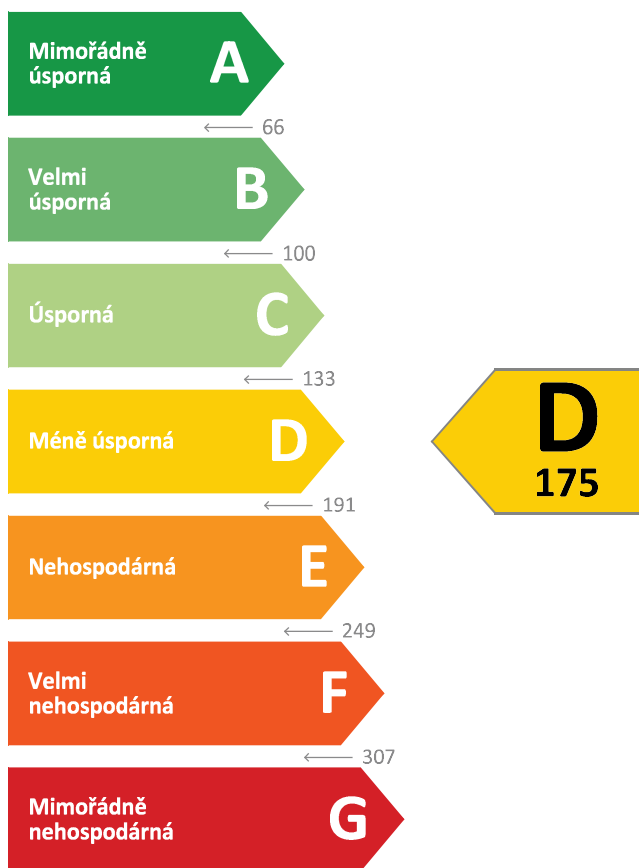 Mimořádně
úsporná
A
66
Velmi
úsporná
B
100
Úsporná
C
133
Méně úsporná
D
D
175
191
Nehospodárná
E
249
Velmi
nehospodárná
F
307
Mimořádně
nehospodárná
G